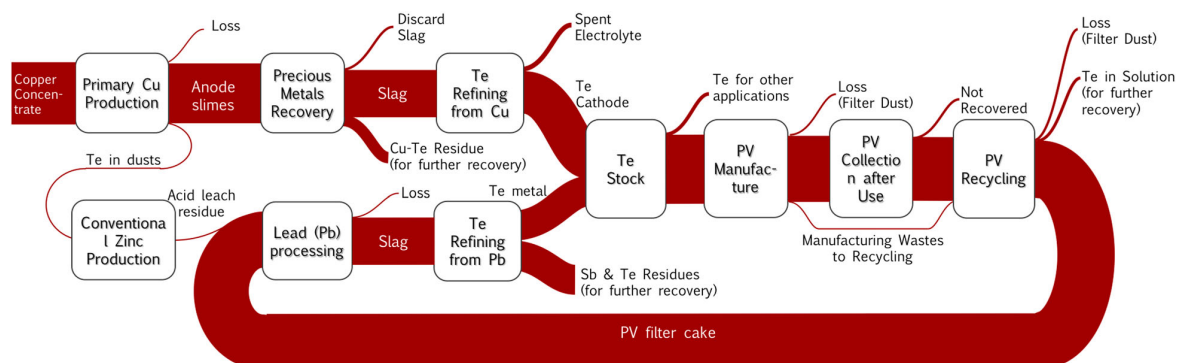 Copper
Concen-
trate
Primary Cu
Production
Loss
Anode
slimes
Te in dusts
Precious
Metals
Recovery
Discard
Slag
Slag
Cu-Te Residue
(for further recovery)
Te
Refining
from Cu
Spent
Electrolyte
Te
Cathode
Conventiona
l Zinc
Production
Acid leach
residue
Lead (Pb)
processing
Loss
Slag
Te
Refining
from Pb
Te metal
Sb & Te Residues
(for further recovery)
Te
Stock
Te for other
applications
PV
Manufac-
ture
Loss
(Filter Dust)
PV
Collectio
n after
Use
Not
Recovered
Manufacturing Wastes
to Recycling
PV
Recycling
Loss
(Filter Dust)
Te in Solution
(for further
recovery)
PV filter cake